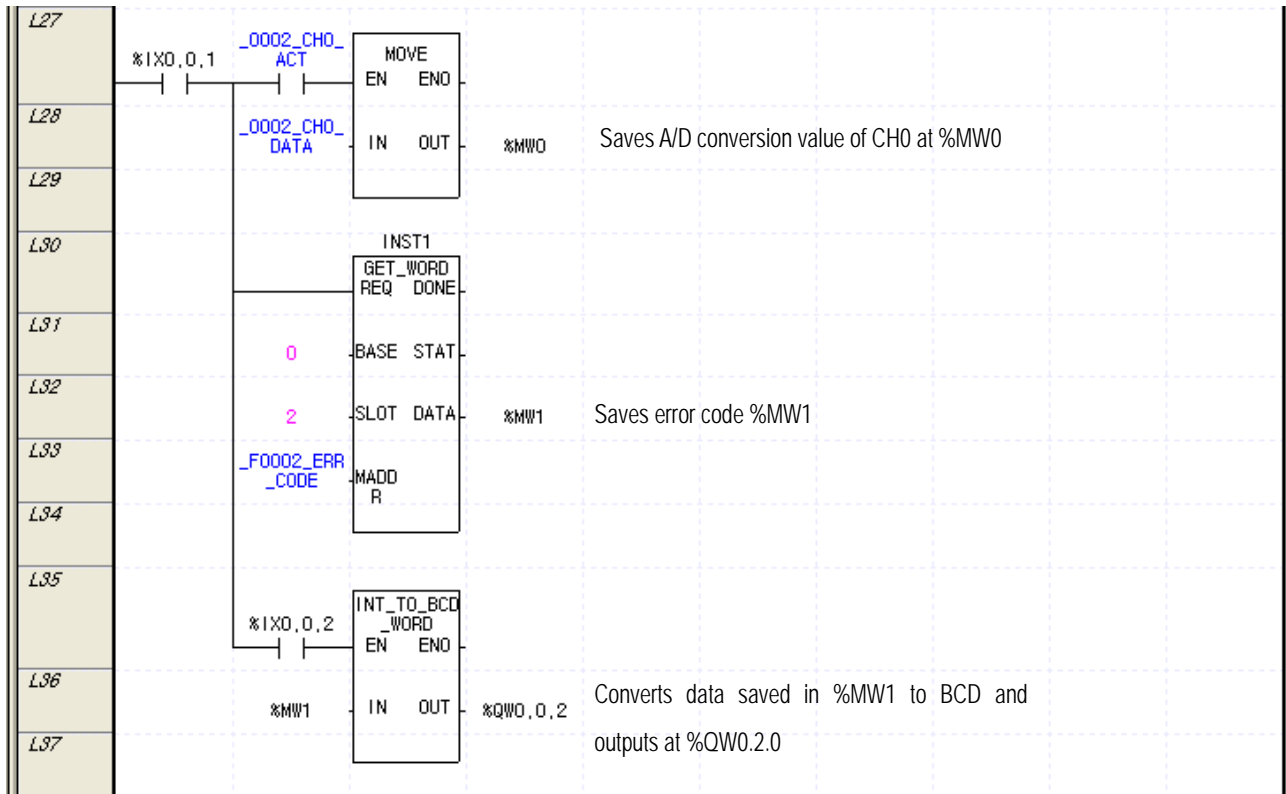 L27
_0002_CH0_
ACT
%IX0,0,1
MOVE
EN ENO
L28
_0002_CH0_
DATA
IN OUT
%MW0
Saves A/D conversion value of CH0 at %MW0
L29
L30
INST1
GET_WORD
REQ DONE
L31
0
BASE STAT
L32
2
SLOT DATA
%MW1
Saves error code %MW1
L33
_F0002_ERR
_CODE
MADD
R
L34
L35
INT_TO_BCD
_WORD
%IX0,0,2
EN ENO
L36
%MW1
IN OUT
%QW0,0,2
Converts data saved in %MW1 to BCD and
outputs at %QW0.2.0
L37